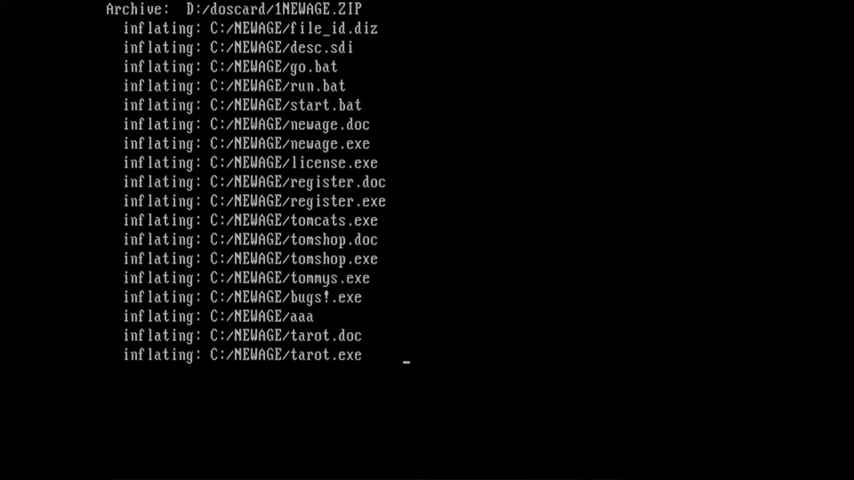 Archive:  D:/doscard/1NEWAGE.ZIP
inflating: C:/NEWAGE/file_id.diz
inflating: C:/NEWAGE/desc.sdi
inflating: C:/NEWAGE/go.bat
inflating: C:/NEWAGE/run.bat
inflating: C:/NEWAGE/start.bat
inflating: C:/NEWAGE/newage.doc
inflating: C:/NEWAGE/newage.exe
inflating: C:/NEWAGE/license.exe
inflating: C:/NEWAGE/register.doc
inflating: C:/NEWAGE/register.exe
inflating: C:/NEWAGE/tomcats.exe
inflating: C:/NEWAGE/tomshop.doc
inflating: C:/NEWAGE/tomshop.exe
inflating: C:/NEWAGE/tommys.exe
inflating: C:/NEWAGE/bugs!.exe
inflating: C:/NEWAGE/aaa
inflating: C:/NEWAGE/tarot.doc
inflating: C:/NEWAGE/tarot.exe    _